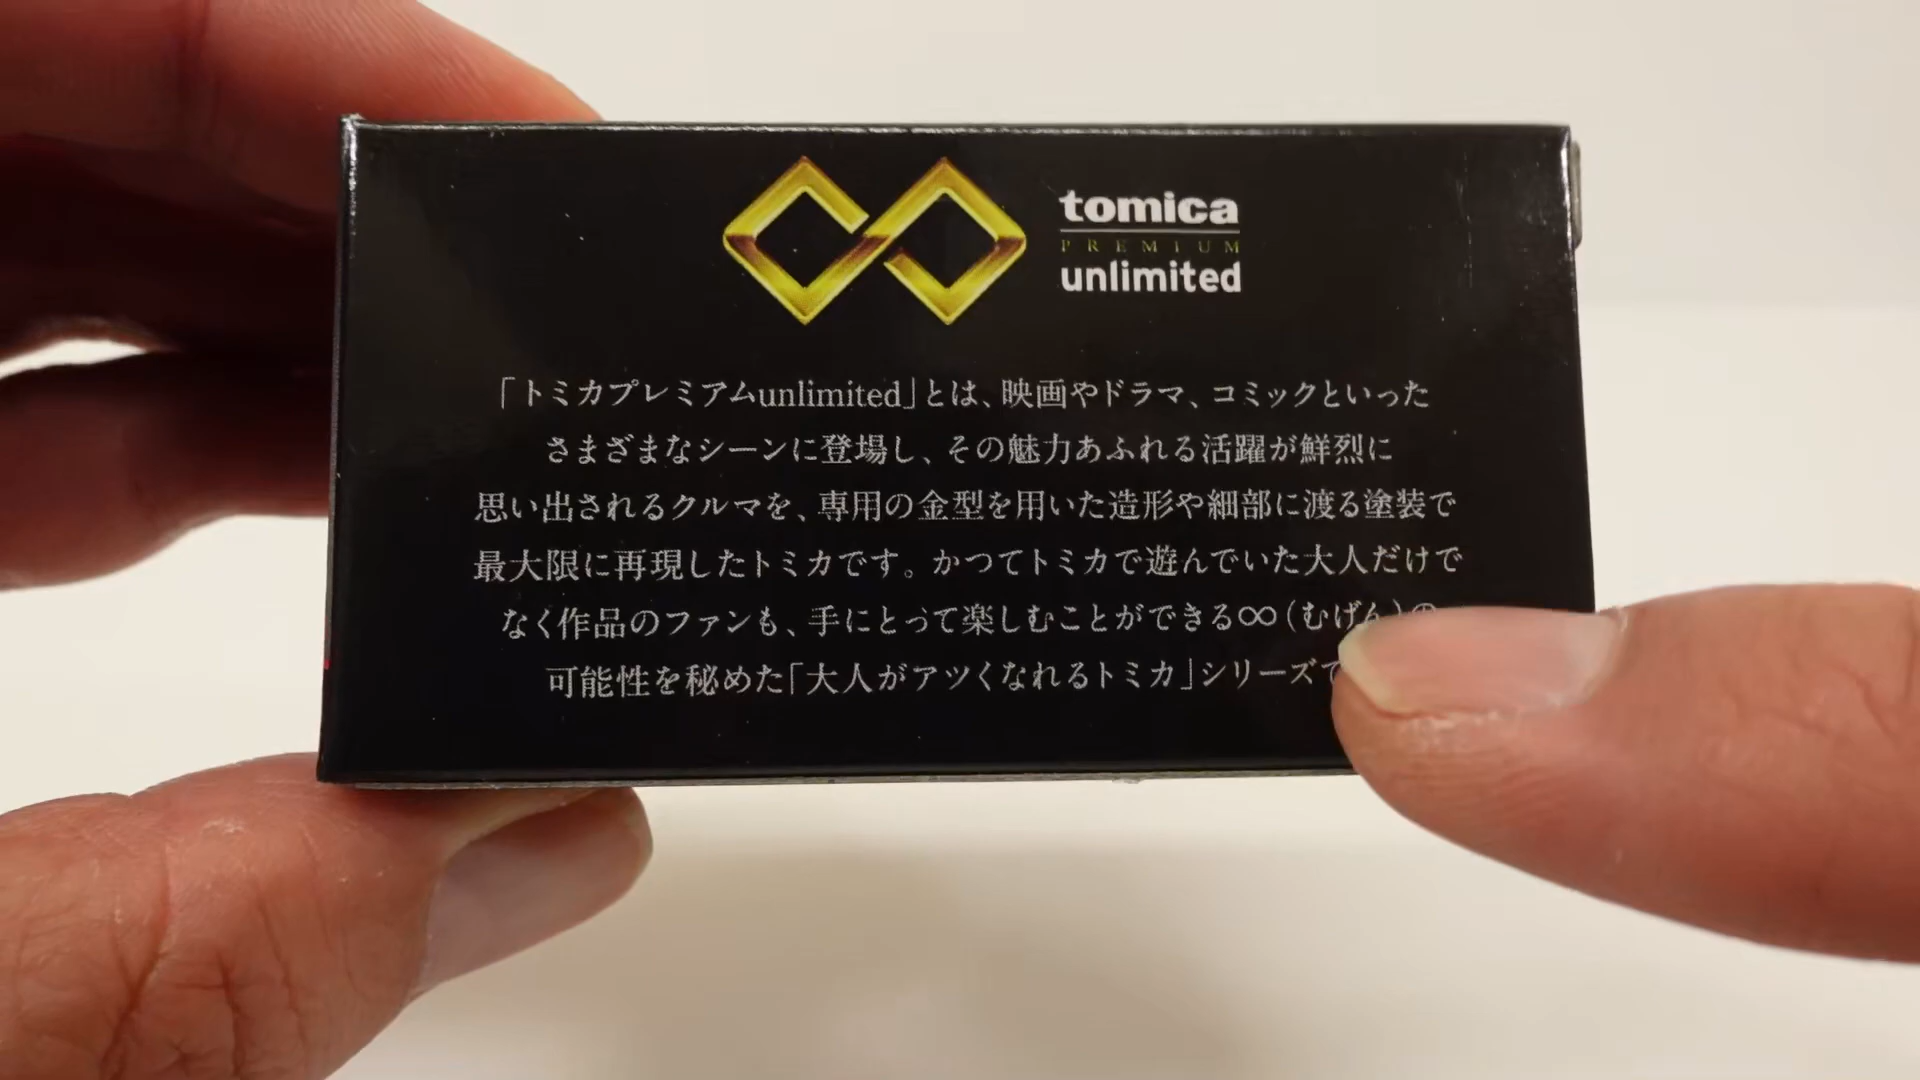 tomica
PREMIUM
unlimited
「トミカプレミアムunlimited」とは、映画やドラマ、コミックといった
さまざまなシーンに登場し、その魅力あふれる活躍が鮮烈に
思い出されるクルマを、専用の金型を用いた造形や細部に渡る塗装で
最大限に再現したトミカです。かつてトミカで遊んでいた大人だけで
なく作品のファンも、手にとって楽しむことができる∞(むげん)の
可能性を秘めた「大人がアツくなれるトミカ」シリーズで